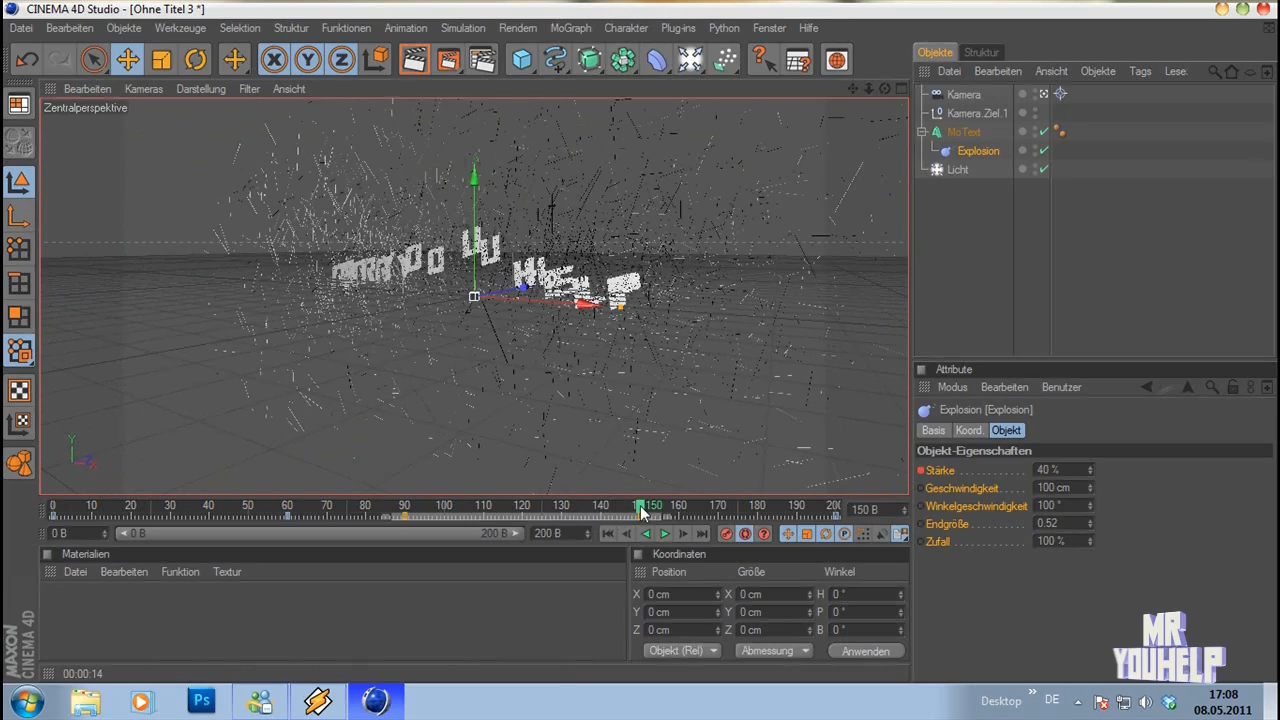 CINEMA 4D Studio - [Ohne Titel 3 *]
Datei Bearbeiten Objekte Werkzeuge Selektion Struktur Funktionen Animation Simulation Rendern MoGraph Charakter Plug-ins Python Fenster Hilfe
Objekte Struktur
Bearbeiten Kameras Darstellung Filter Ansicht
Datei Bearbeiten Ansicht Objekte Tags Lese:
Zentralperspektive
Kamera
Kamera.Ziel.1
MoText
Explosion
Licht
Y
X
Z
Attribute
Modus Bearbeiten Benutzer
Explosion [Explosion]
Basis Koord. Objekt
Objekt-Eigenschaften
Stärke 40 %
Geschwindigkeit 100 cm
Winkelgeschwindigkeit 100 °
Endgröße 0.52
Zufall 100 %
0 10 20 30 40 50 60 70 80 90 100 110 120 130 140 150 160 170 180 190 200
150 B
0 B 0 B 200 B 200 B
Materialien
Datei Bearbeiten Funktion Textur
Koordinaten
Position Größe Winkel
X 0 cm X 0 cm H 0 °
Y 0 cm Y 0 cm P 0 °
Z 0 cm Z 0 cm B 0 °
Objekt (Rel) Abmessung Anwenden
MAXON
CINEMA 4D
00:00:14
MR
YOUHELP
Ps
Desktop
»
DE
17:08
08.05.2011